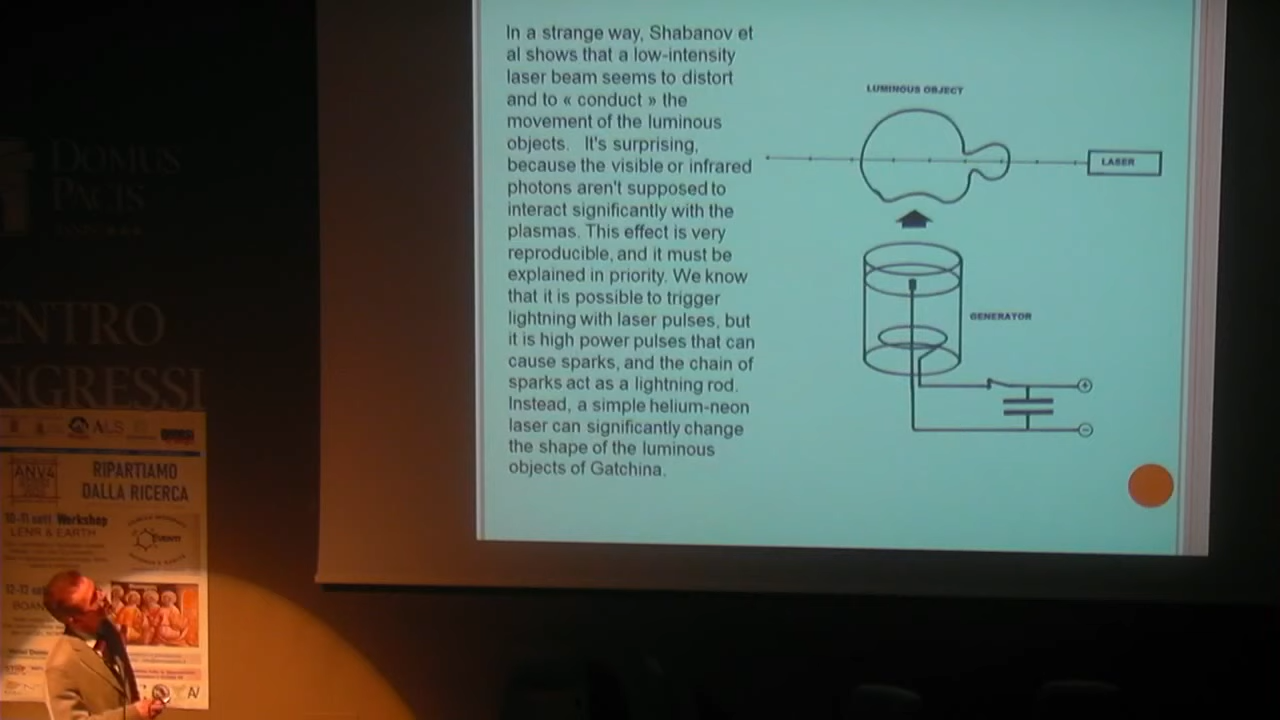 In a strange way, Shabanov et
al shows that a low-intensity
laser beam seems to distort
and to « conduct » the
movement of the luminous
objects. It's surprising,
because the visible or infrared
photons aren't supposed to
interact significantly with the
plasmas. This effect is very
reproducible, and it must be
explained in priority. We know
that it is possible to trigger
lightning with laser pulses, but
it is high power pulses that can
cause sparks, and the chain of
sparks act as a lightning rod.
Instead, a simple helium-neon
laser can significantly change
the shape of the luminous
objects of Gatchina.
LUMINOUS OBJECT
LASER
GENERATOR
+
−
DOMUS
PACIS
ENTRO
NGRESSI
ALS
ANV4
RIPARTIAMO
DALLA RICERCA
10-11 sett Workshop
LENR & EARTH